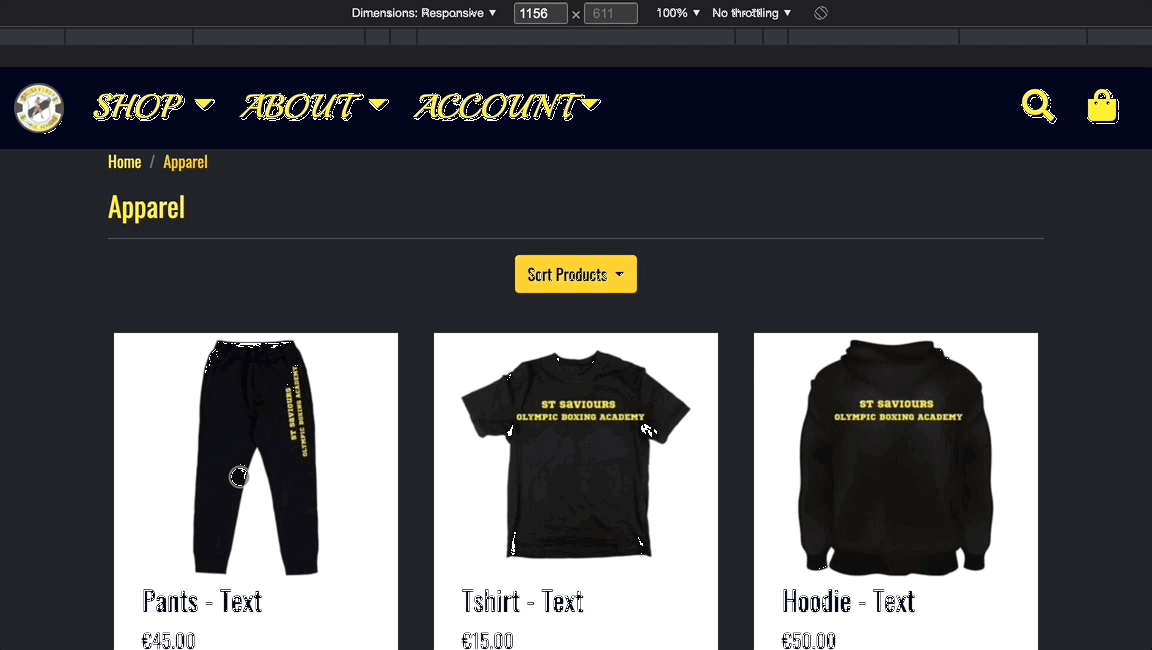 Dimensions: Responsive ▼ 1156 × 611 100% ▼ No throttling ▼
SHOP ABOUT ACCOUNT
Home / Apparel
Apparel
Sort Products
ST SAVIOURS
OLYMPIC BOXING ACADEMY
ST SAVIOURS
OLYMPIC BOXING ACADEMY
ST SAVIOURS
OLYMPIC BOXING ACADEMY
Pants - Text
Tshirt - Text
Hoodie - Text
€45.00
€15.00
€50.00